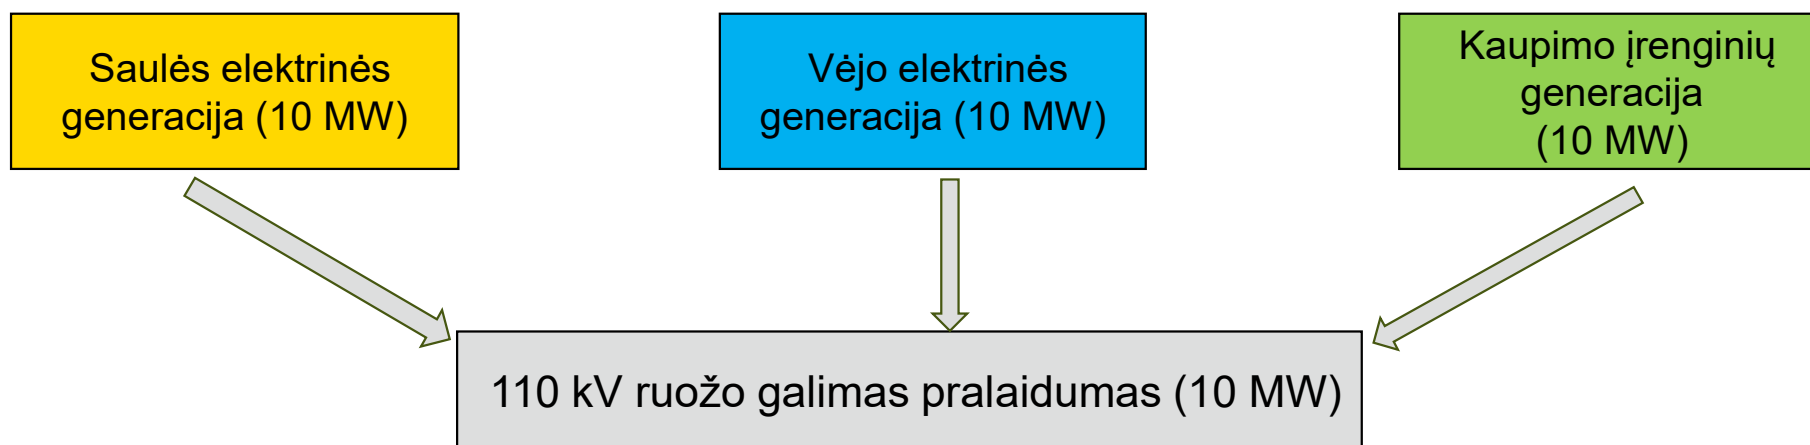 Saulės elektrinės
generacija (10 MW)
Vėjo elektrinės
generacija (10 MW)
Kaupimo įrenginių
generacija
(10 MW)
110 kV ruožo galimas pralaidumas (10 MW)